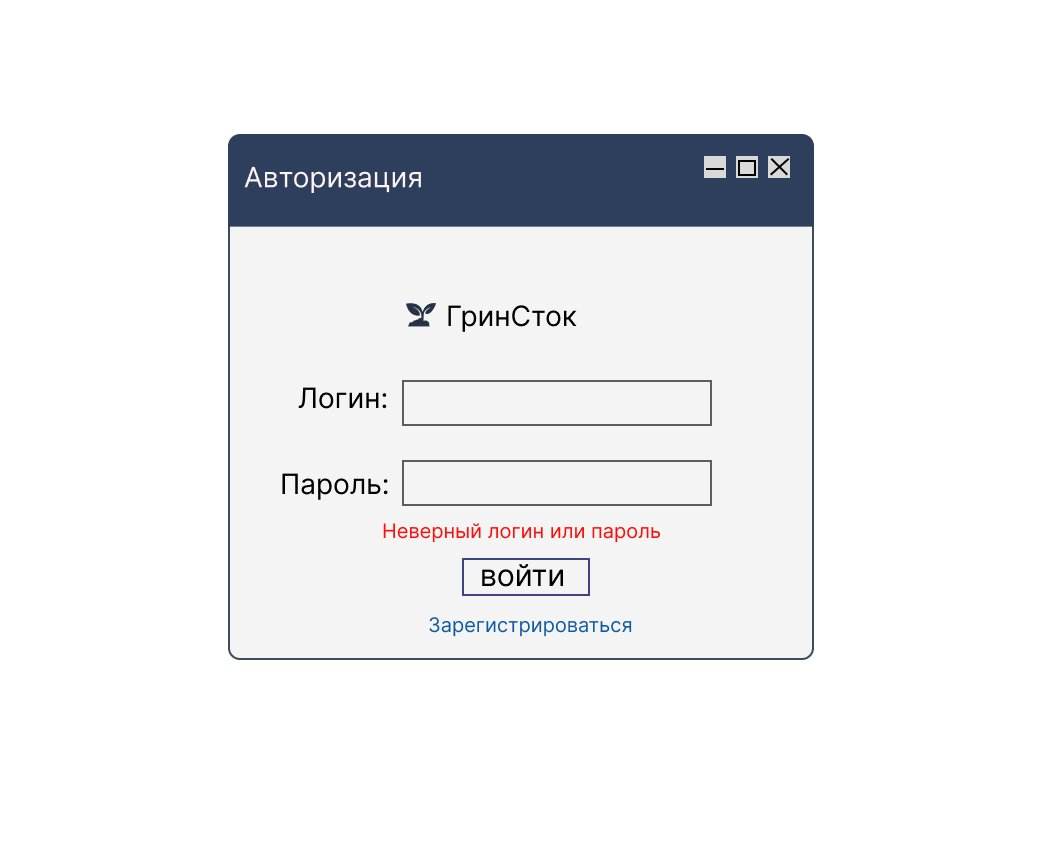 Авторизация
ГринСток
Логин:
Пароль:
Неверный логин или пароль
войти
Зарегистрироваться